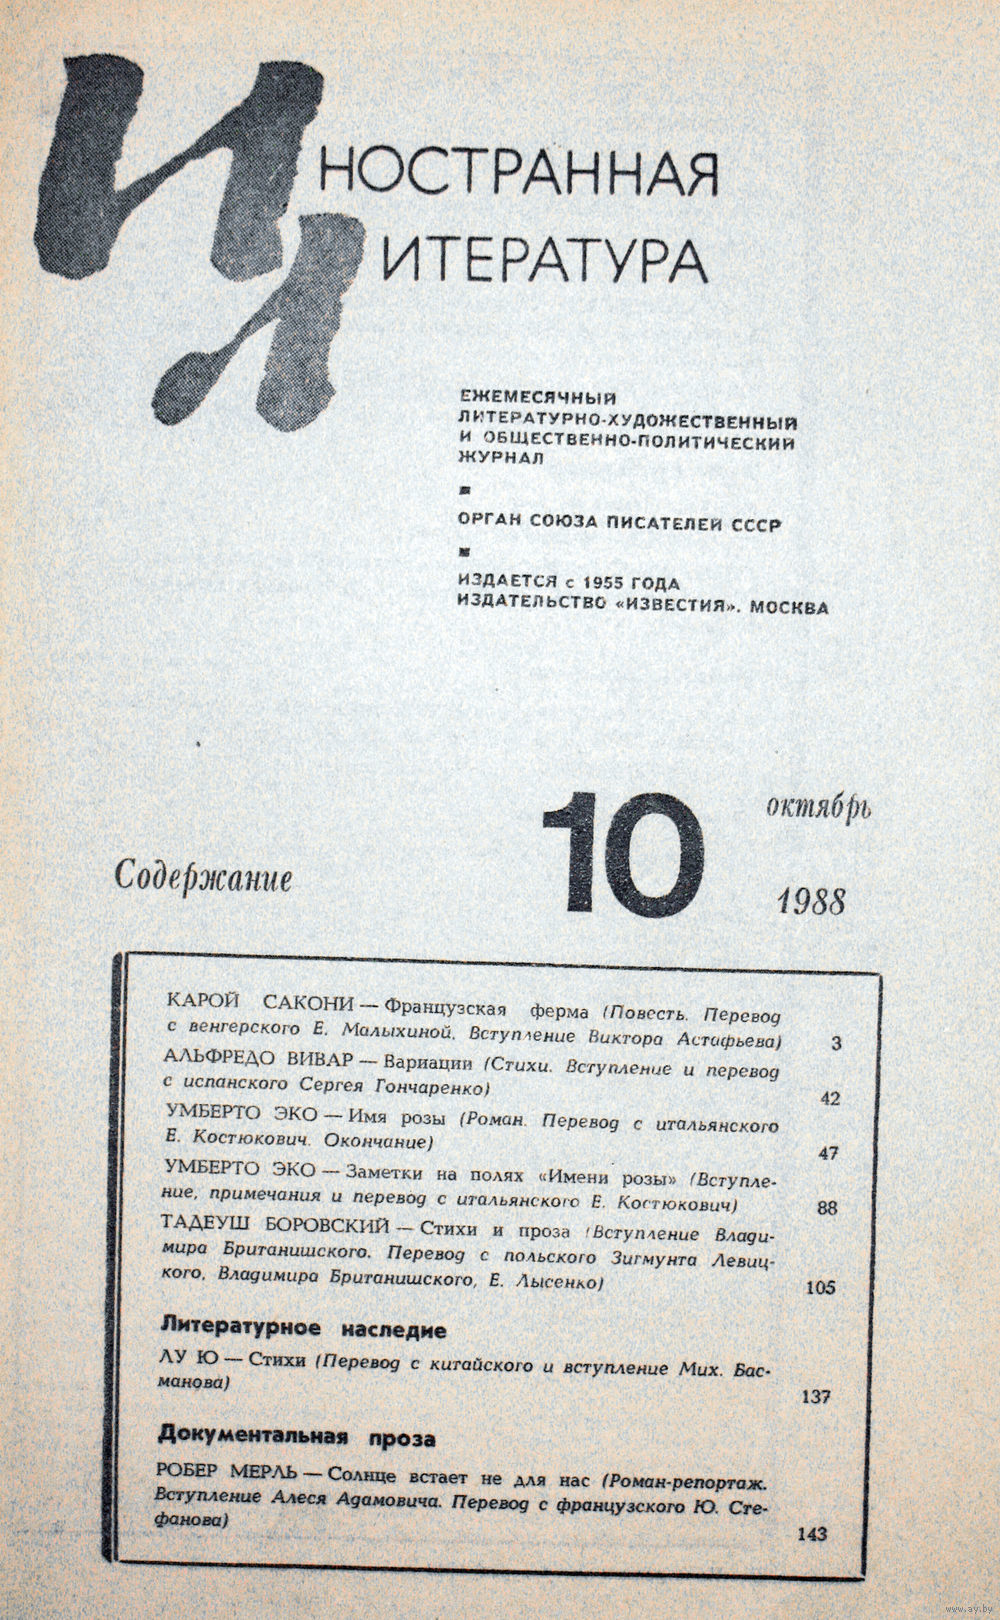 ИНОСТРАННАЯ
ЛИТЕРАТУРА
ЕЖЕМЕСЯЧНЫЙ
ЛИТЕРАТУРНО-ХУДОЖЕСТВЕННЫЙ
И ОБЩЕСТВЕННО-ПОЛИТИЧЕСКИЙ
ЖУРНАЛ
ОРГАН СОЮЗА ПИСАТЕЛЕЙ СССР
ИЗДАЕТСЯ с 1955 ГОДА
ИЗДАТЕЛЬСТВО «ИЗВЕСТИЯ». МОСКВА
10 октябрь
1988
Содержание
КАРОЙ САКОНИ — Французская ферма (Повесть. Перевод
с венгерского Е. Малыхиной. Вступление Виктора Астафьева) 3
АЛЬФРЕДО ВИВАР — Вариации (Стихи. Вступление и перевод
с испанского Сергея Гончаренко) 42
УМБЕРТО ЭКО — Имя розы (Роман. Перевод с итальянского
Е. Костюкович. Окончание) 47
УМБЕРТО ЭКО — Заметки на полях «Имени розы» (Вступле-
ние, примечания и перевод с итальянского Е. Костюкович) 88
ТАДЕУШ БОРОВСКИЙ — Стихи и проза (Вступление Влади-
мира Британишского. Перевод с польского Зигмунта Левиц-
кого, Владимира Британишского, Е. Лысенко) 105
Литературное наследие
ЛУ Ю — Стихи (Перевод с китайского и вступление Мих. Бас-
манова) 137
Документальная проза
РОБЕР МЕРЛЬ — Солнце встает не для нас (Роман-репортаж.
Вступление Алеся Адамовича. Перевод с французского Ю. Сте-
фанова) 143
www.ay.by